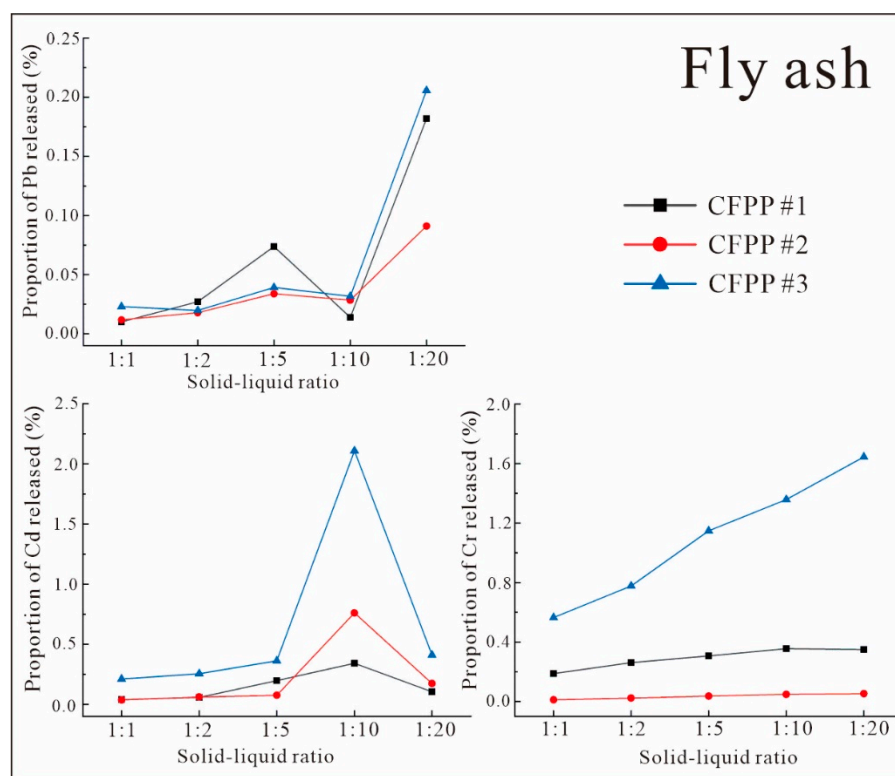 Fly ash
CFPP #1
CFPP #2
CFPP #3
Proportion of Pb released (%)
0.25
0.20
0.15
0.10
0.05
0.00
1:1 1:2 1:5 1:10 1:20
Solid-liquid ratio
Proportion of Cd released (%)
2.5
2.0
1.5
1.0
0.5
0.0
1:1 1:2 1:5 1:10 1:20
Solid-liquid ratio
Proportion of Cr released (%)
2.0
1.6
1.2
0.8
0.4
0.0
1:1 1:2 1:5 1:10 1:20
Solid-liquid ratio